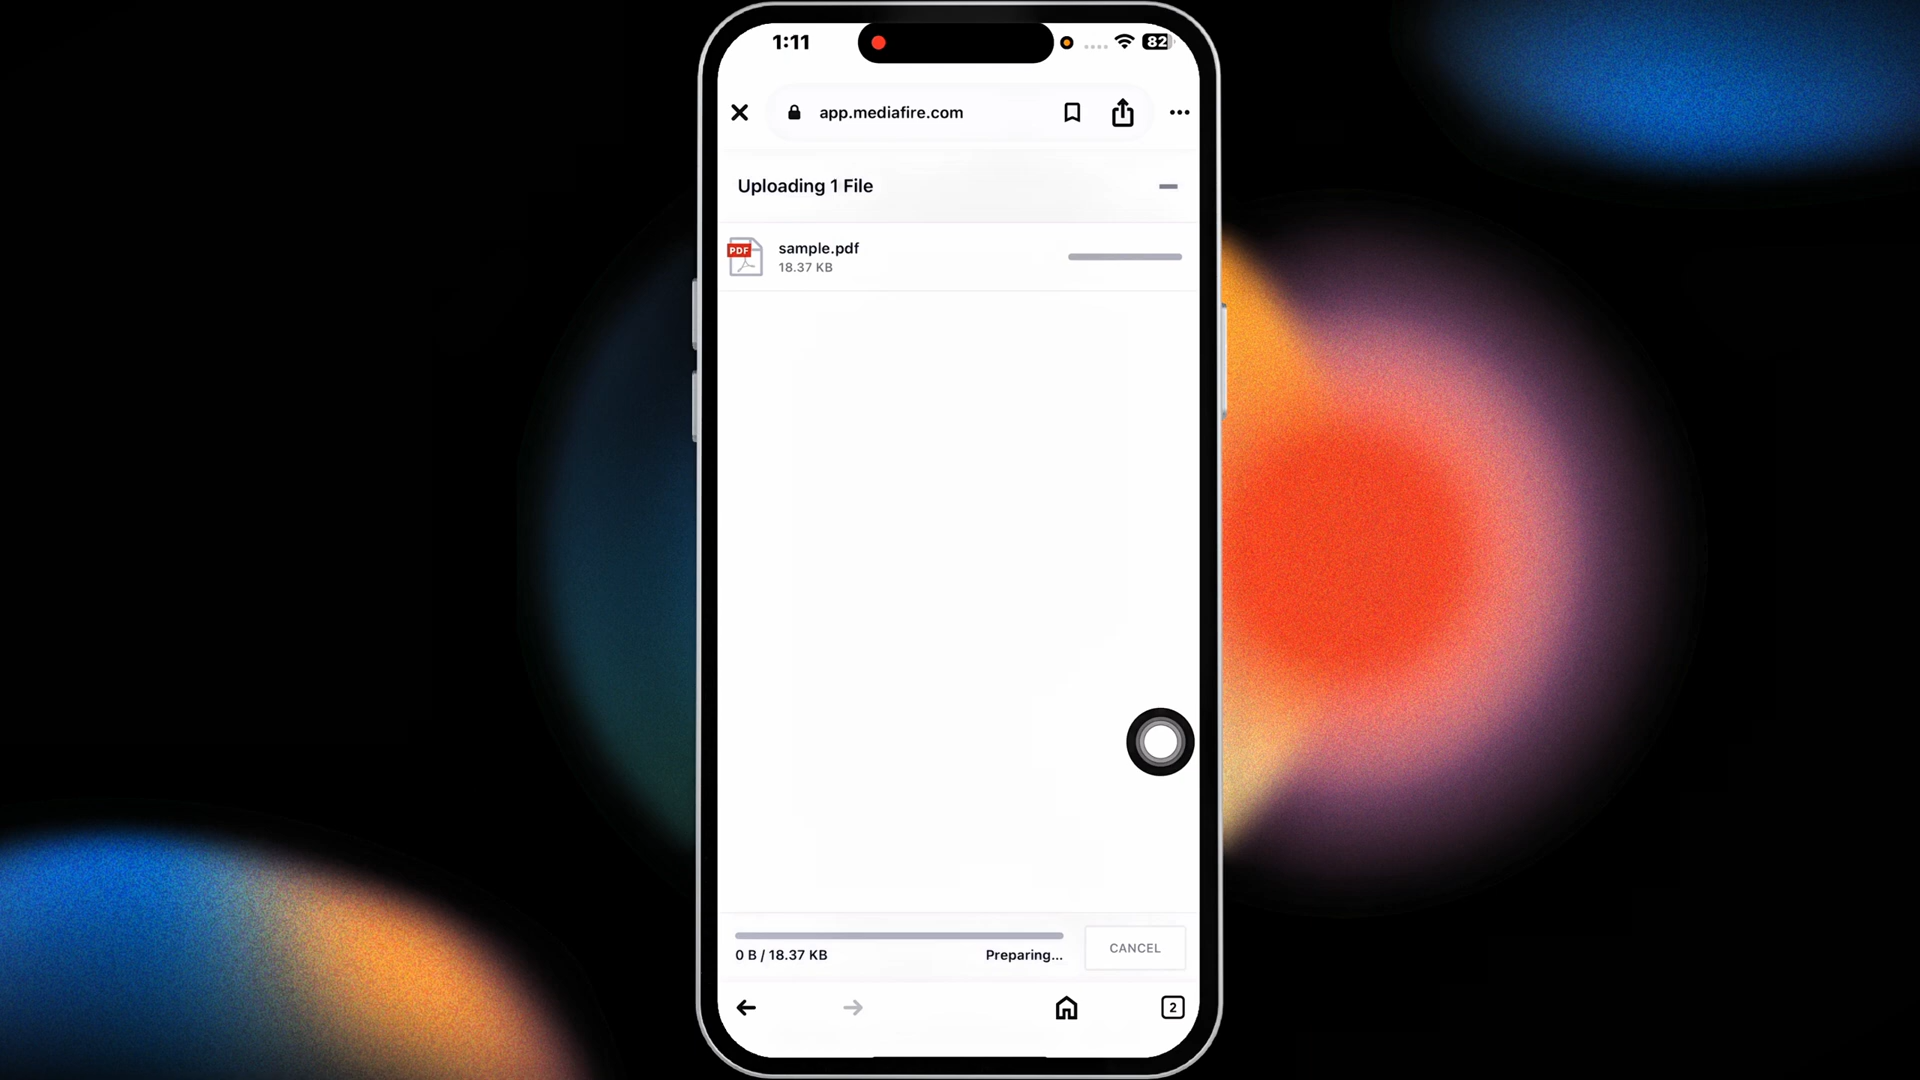 1:11
82
app.mediafire.com
Uploading 1 File
PDF
sample.pdf
18.37 KB
0 B / 18.37 KB
Preparing...
CANCEL
2